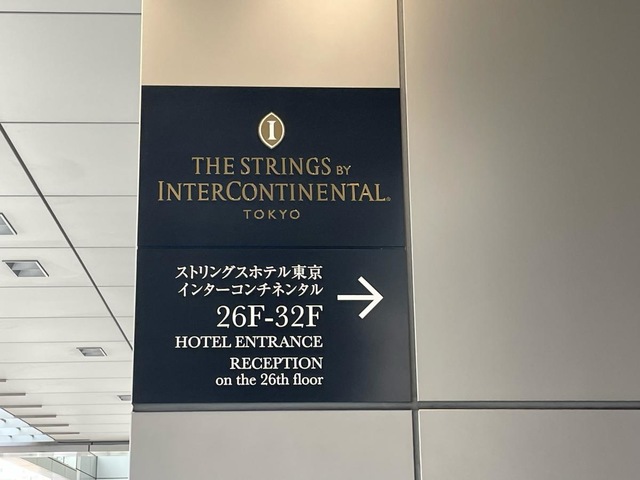 I
THE STRINGS BY
INTERCONTINENTAL®
TOKYO
ストリングスホテル東京
インターコンチネンタル
26F-32F
HOTEL ENTRANCE
RECEPTION
on the 26th floor